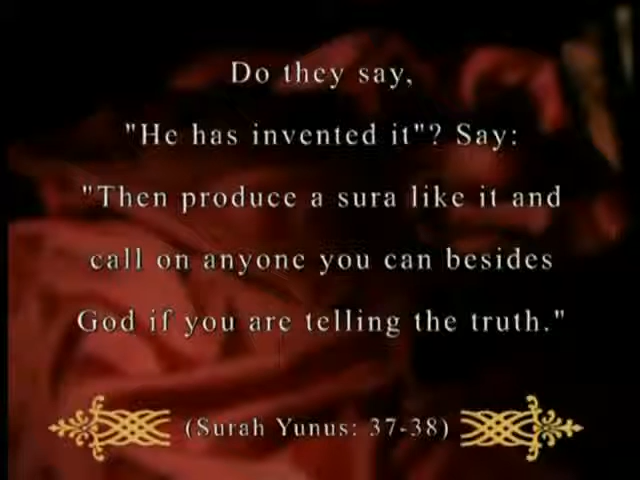 Do they say,
"He has invented it"? Say:
"Then produce a sura like it and
call on anyone you can besides
God if you are telling the truth."
(Surah Yunus: 37-38)